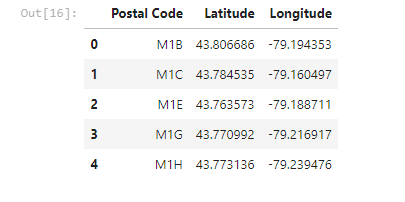 Out[16]:
Postal Code Latitude Longitude
0 M1B 43.806686 -79.194353
1 M1C 43.784535 -79.160497
2 M1E 43.763573 -79.188711
3 M1G 43.770992 -79.216917
4 M1H 43.773136 -79.239476